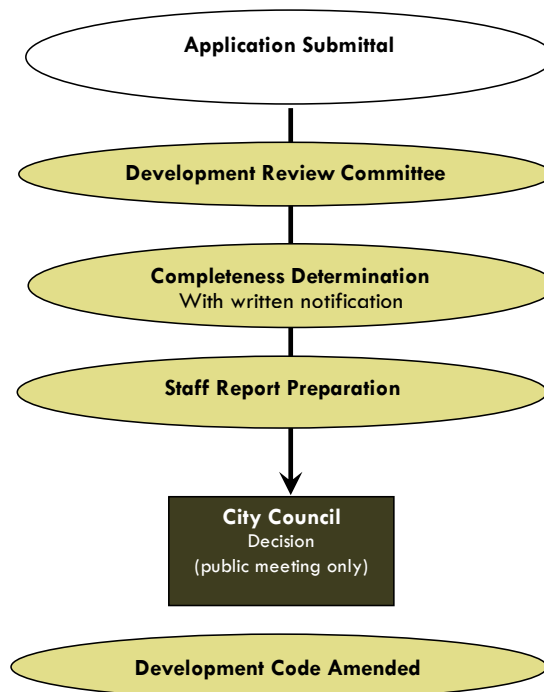 Application Submittal
Development Review Committee
Completeness Determination
With written notification
Staff Report Preparation
City Council
Decision
(public meeting only)
Development Code Amended